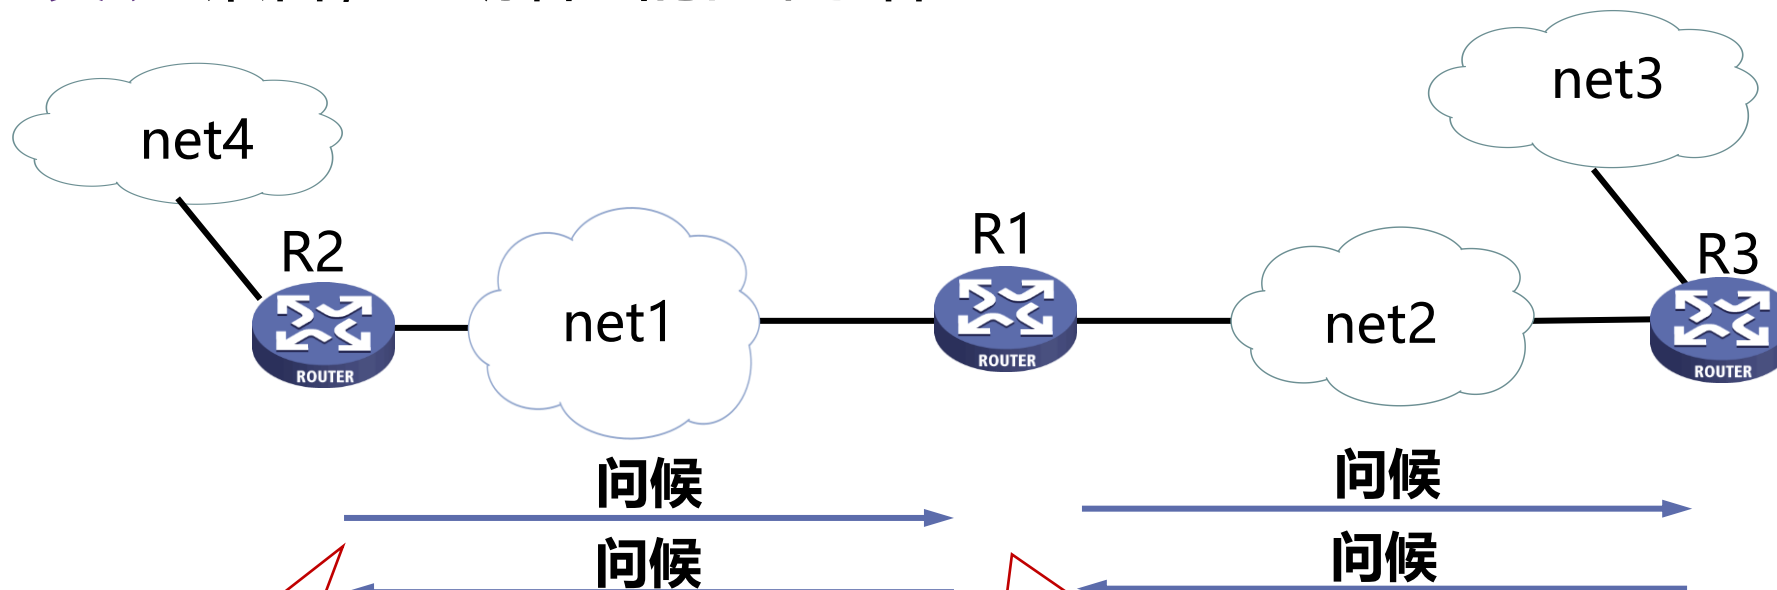 net3
net4
R1
R2
R3
net1
net2
ROUTER
ROUTER
ROUTER
问候
问候
问候
问候